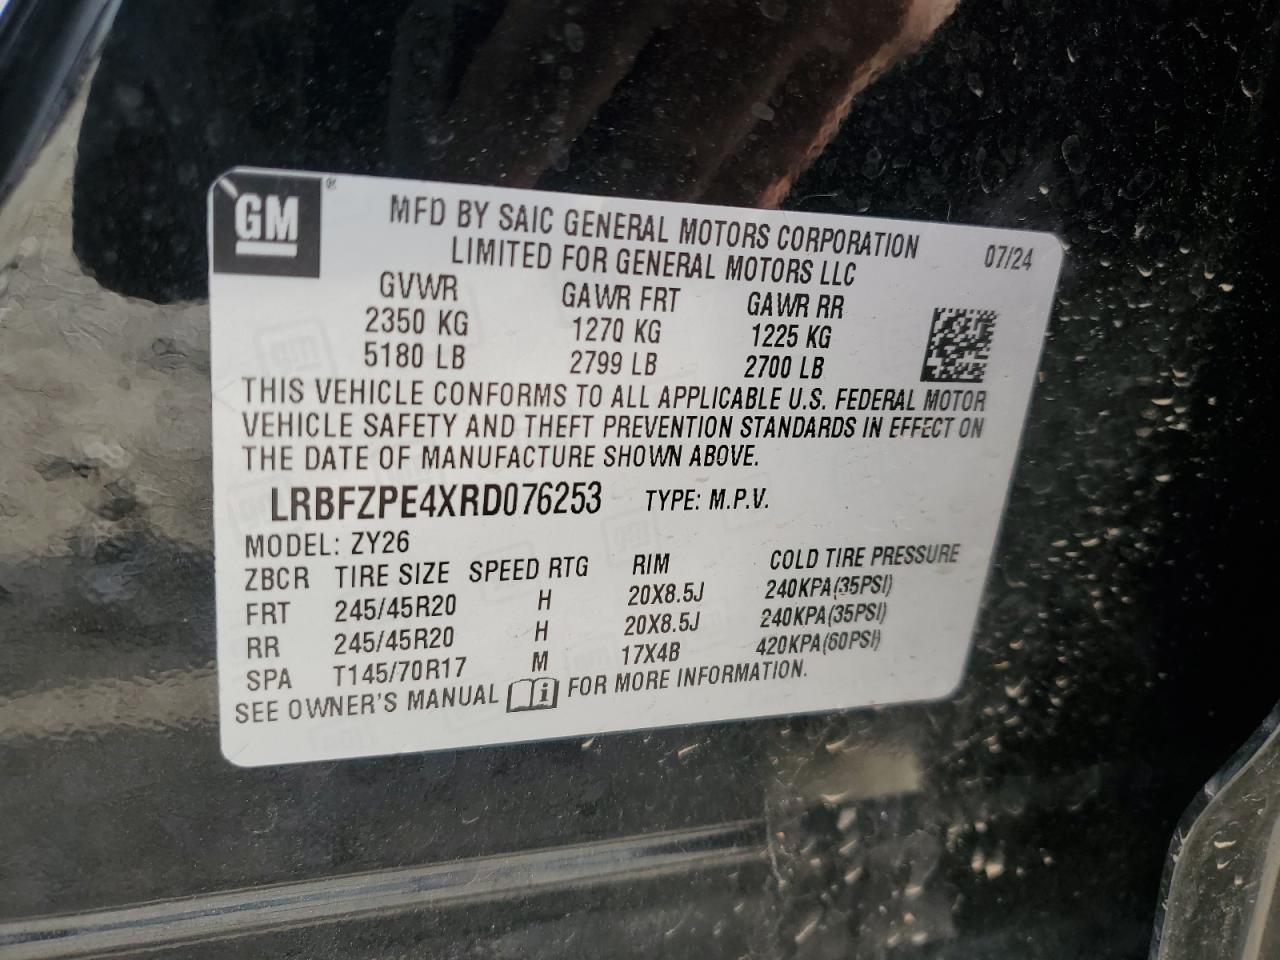 GM ®
MFD BY SAIC GENERAL MOTORS CORPORATION
LIMITED FOR GENERAL MOTORS LLC
07/24
GVWR GAWR FRT GAWR RR
2350 KG 1270 KG 1225 KG
5180 LB 2799 LB 2700 LB
THIS VEHICLE CONFORMS TO ALL APPLICABLE U.S. FEDERAL MOTOR
VEHICLE SAFETY AND THEFT PREVENTION STANDARDS IN EFFECT ON
THE DATE OF MANUFACTURE SHOWN ABOVE.
LRBFZPE4XRD076253 TYPE: M.P.V.
MODEL: ZY26
ZBCR TIRE SIZE SPEED RTG RIM COLD TIRE PRESSURE
FRT 245/45R20 H 20X8.5J 240KPA(35PSI)
RR 245/45R20 H 20X8.5J 240KPA(35PSI)
SPA T145/70R17 M 17X4B 420KPA(60PSI)
SEE OWNER'S MANUAL i FOR MORE INFORMATION.